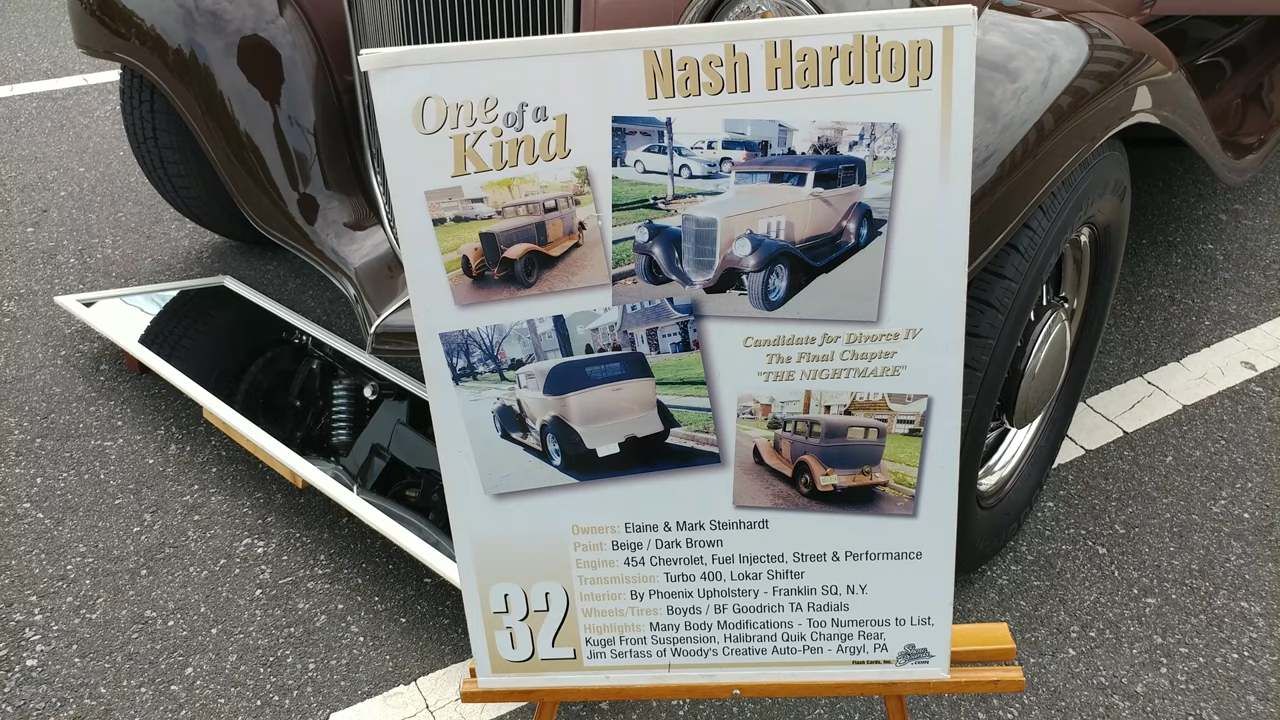 Nash Hardtop
One of a
Kind
Candidate for Divorce IV
The Final Chapter
"THE NIGHTMARE"
Owners: Elaine & Mark Steinhardt
Paint: Beige / Dark Brown
Engine: 454 Chevrolet, Fuel Injected, Street & Performance
Transmission: Turbo 400, Lokar Shifter
Interior: By Phoenix Upholstery - Franklin SQ, N.Y.
Wheels/Tires: Boyds / BF Goodrich TA Radials
Highlights: Many Body Modifications - Too Numerous to List,
Kugel Front Suspension, Halibrand Quik Change Rear,
Jim Serfass of Woody's Creative Auto-Pen - Argyl, PA
32
Flash Cards, Inc.
.com